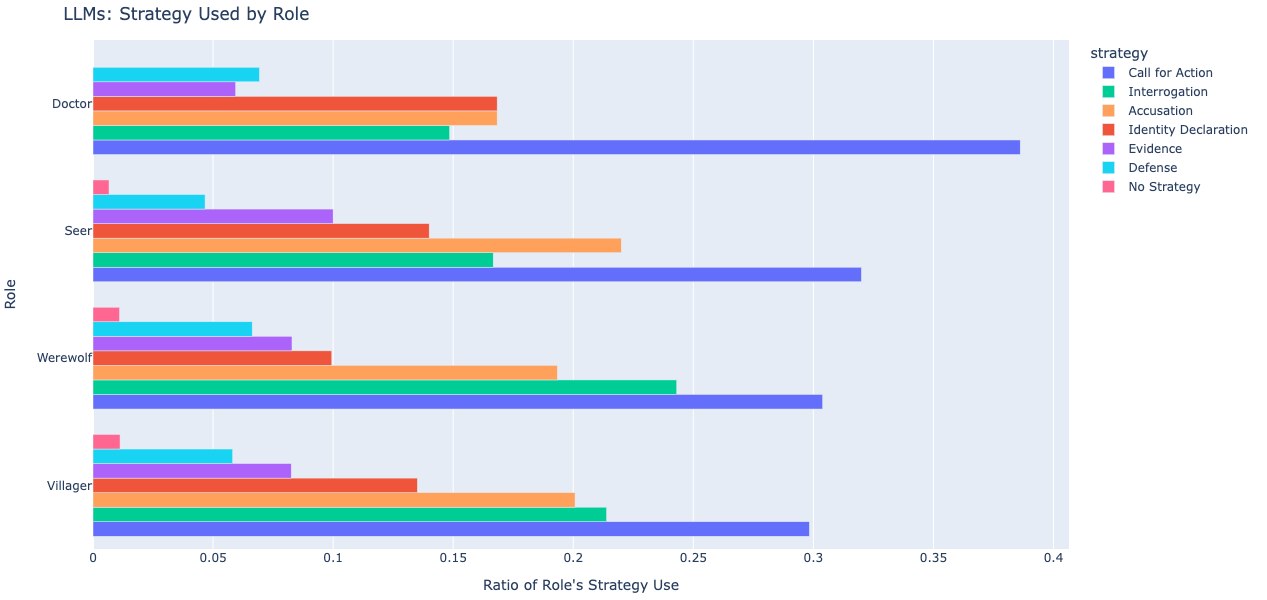 LLMs: Strategy Used by Role
strategy
Call for Action
Interrogation
Accusation
Identity Declaration
Evidence
Defense
No Strategy
Role
Doctor
Seer
Werewolf
Villager
0 0.05 0.1 0.15 0.2 0.25 0.3 0.35 0.4
Ratio of Role's Strategy Use